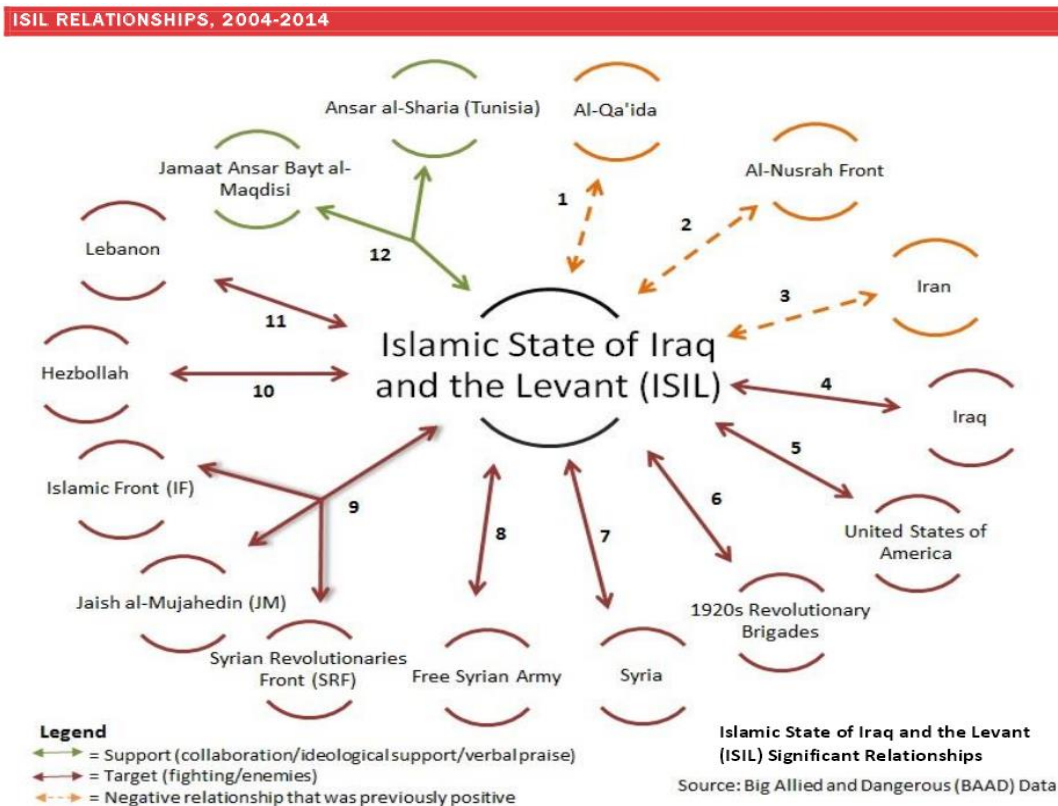 ISIL RELATIONSHIPS, 2004-2014
Ansar al-Sharia (Tunisia)
Al-Qa'ida
Jamaat Ansar Bayt al-
Maqdisi
Al-Nusrah Front
1
2
12
Lebanon
Iran
3
11
Islamic State of Iraq
and the Levant (ISIL)
Hezbollah
10
4
Iraq
5
Islamic Front (IF)
9
6
8
7
United States of
America
Jaish al-Mujahedin (JM)
1920s Revolutionary
Brigades
Syrian Revolutionaries
Front (SRF)
Free Syrian Army
Syria
Legend
= Support (collaboration/ideological support/verbal praise)
= Target (fighting/enemies)
= Negative relationship that was previously positive
Islamic State of Iraq and the Levant
(ISIL) Significant Relationships
Source: Big Allied and Dangerous (BAAD) Data